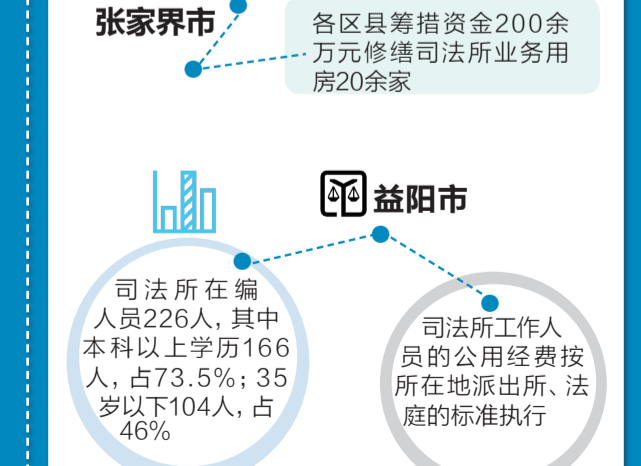 张家界市
各区县筹措资金200余
万元修缮司法所业务用
房20余家
益阳市
司法所在编
人员226人,其中
本科以上学历166
人,占73.5%;35
岁以下104人,占
46%
司法所工作人
员的公用经费按
所在地派出所、法
庭的标准执行